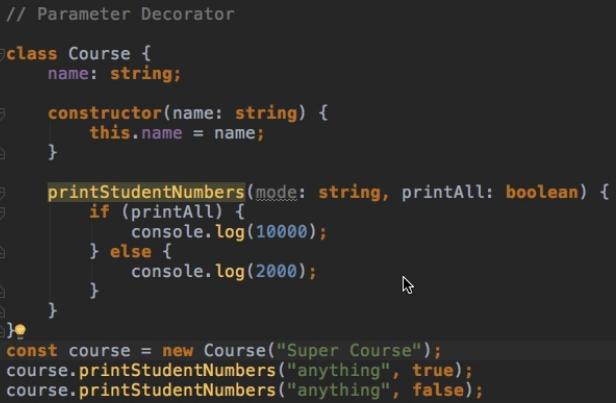 // Parameter Decorator
class Course {
name: string;
constructor(name: string) {
this.name = name;
}
printStudentNumbers(mode: string, printAll: boolean) {
if (printAll) {
console.log(10000);
} else {
console.log(2000);
}
}
}
const course = new Course("Super Course");
course.printStudentNumbers("anything", true);
course.printStudentNumbers("anything", false);